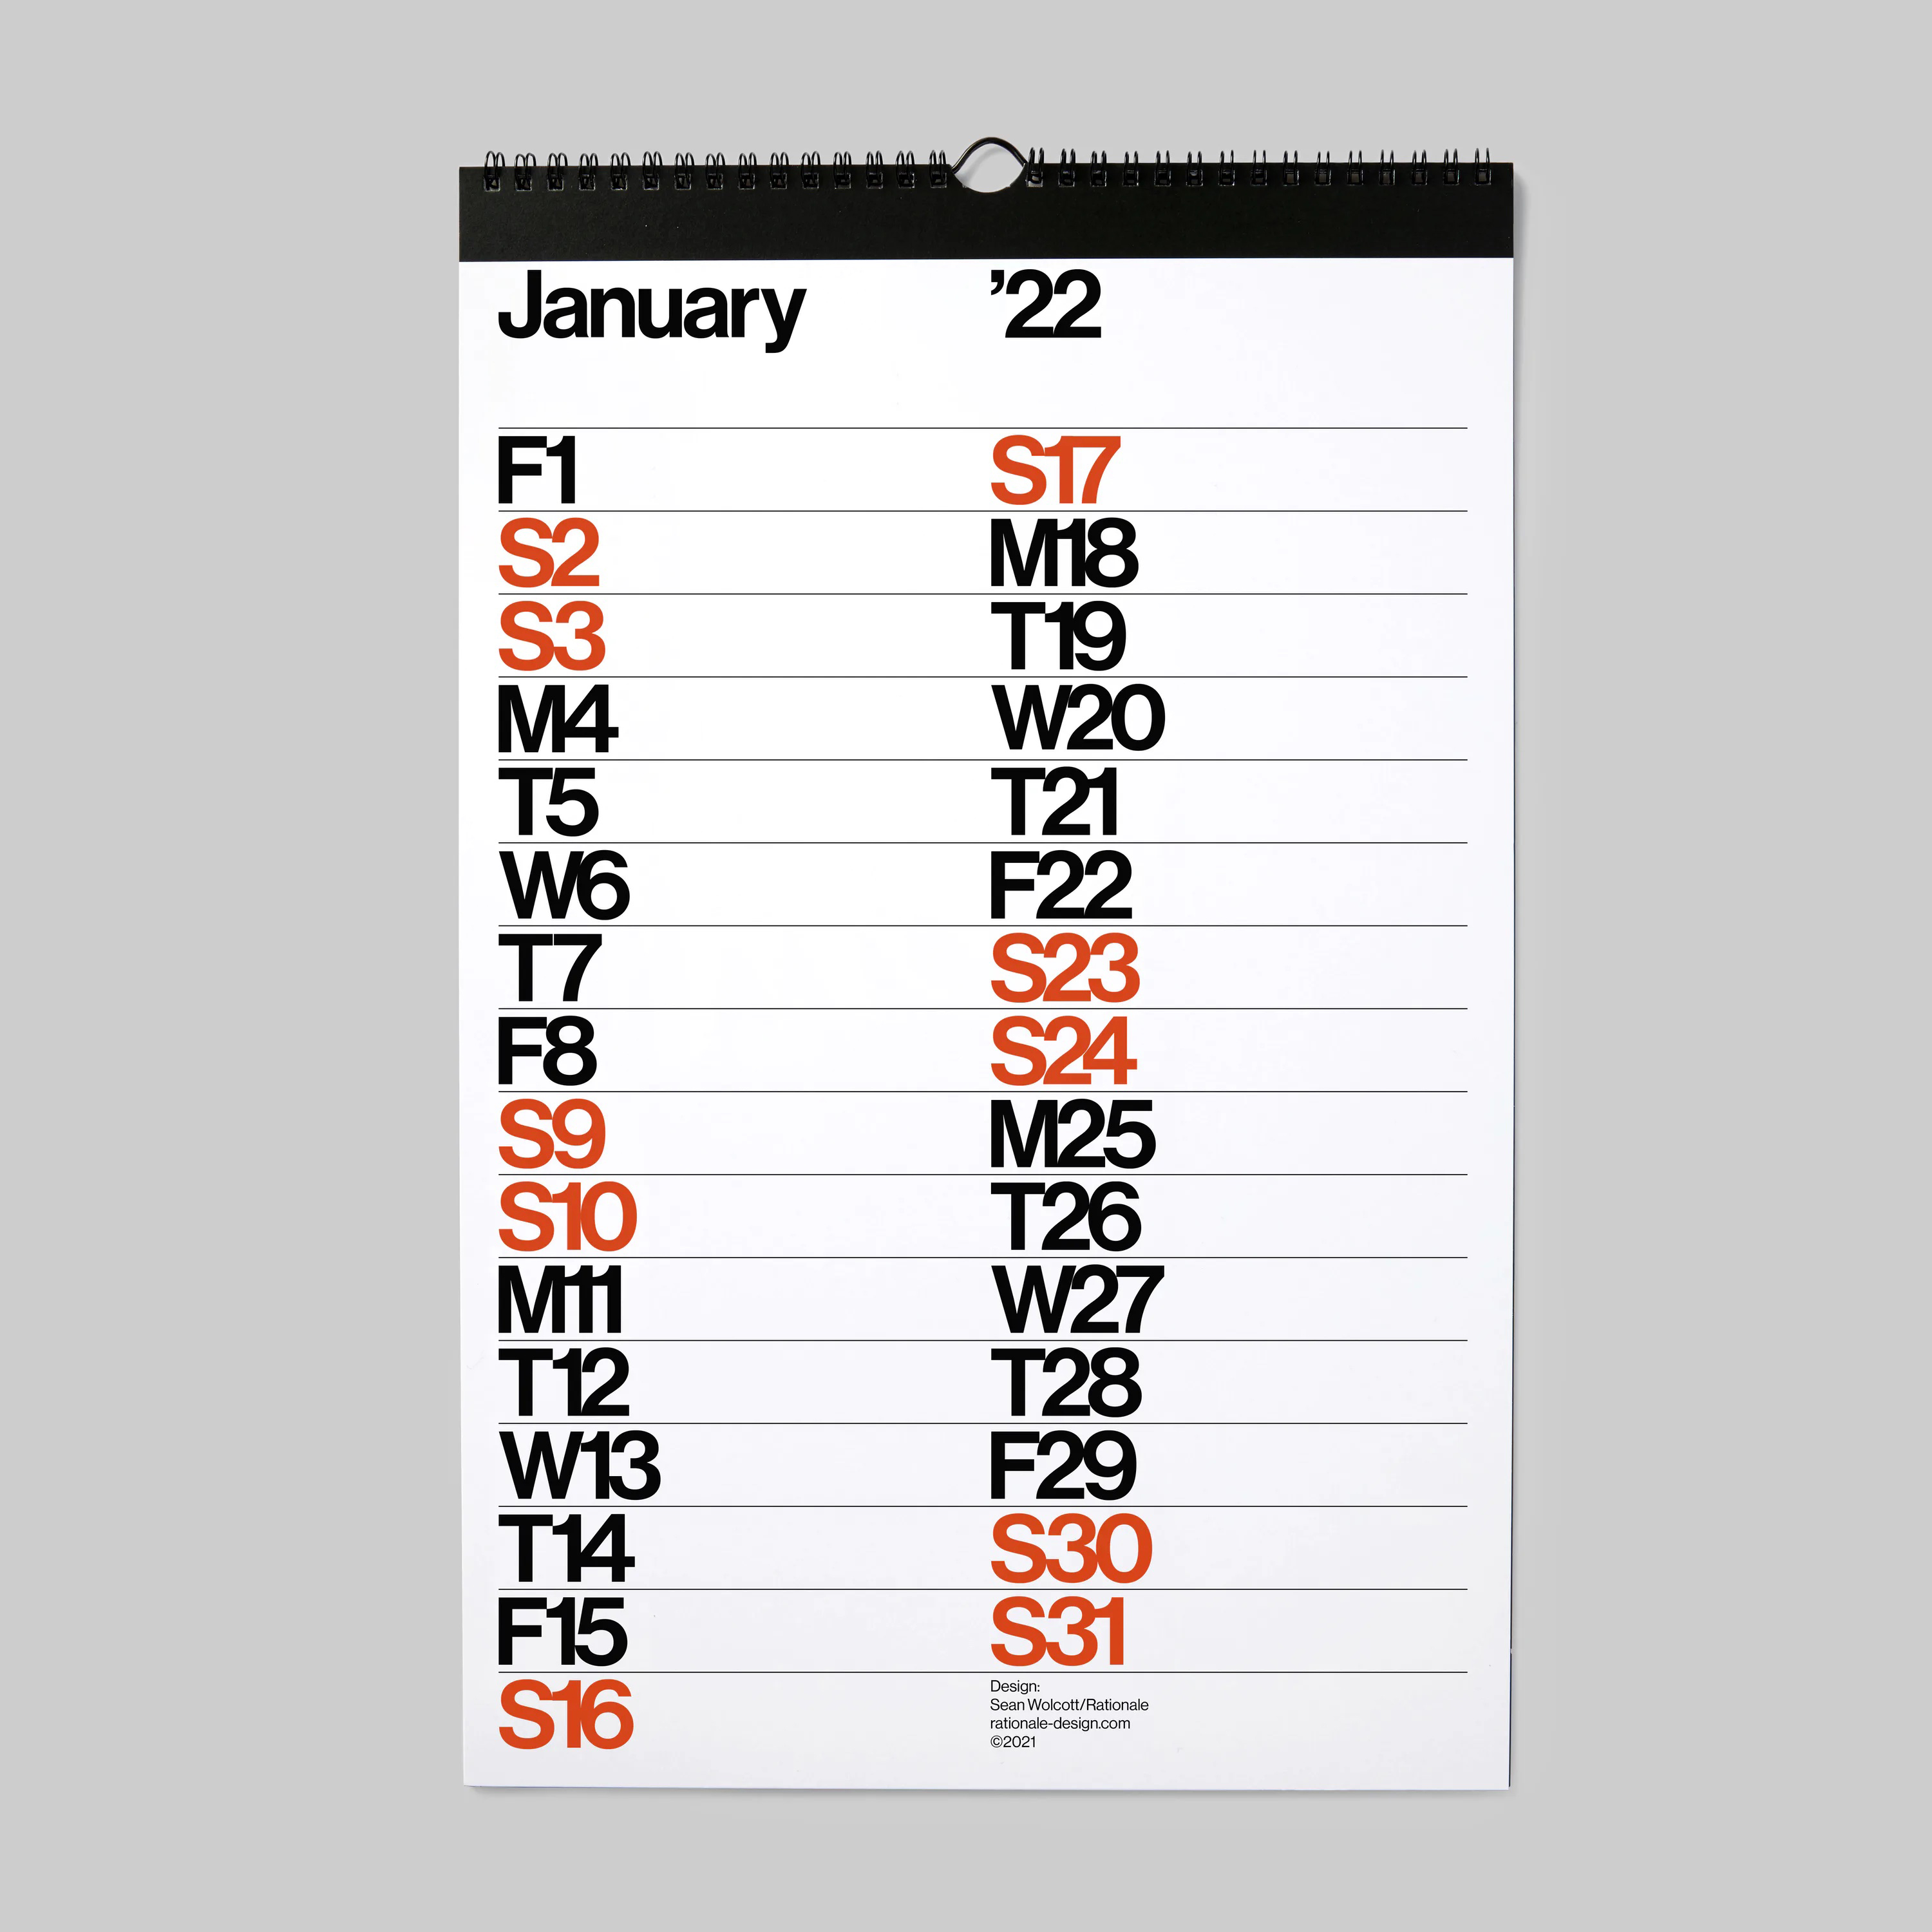 January ’22
F1
S2
S3
M4
T5
W6
T7
F8
S9
S10
M11
T12
W13
T14
F15
S16
S17
M18
T19
W20
T21
F22
S23
S24
M25
T26
W27
T28
F29
S30
S31
Design:
Sean Wolcott/Rationale
rationale-design.com
©2021